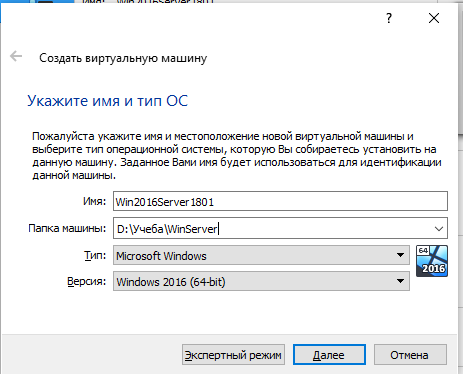 Имя: Win2016Server1801
Создать виртуальную машину
Укажите имя и тип ОС
Пожалуйста укажите имя и местоположение новой виртуальной машины и
выберите тип операционной системы, которую Вы собираетесь установить на
данную машину. Заданное Вами имя будет использоваться для идентификации
данной машины.
Имя: Win2016Server1801
Папка машины: D:\Учеба\WinServer
Тип: Microsoft Windows
64
2016
Версия: Windows 2016 (64-bit)
Экспертный режим Далее Отмена